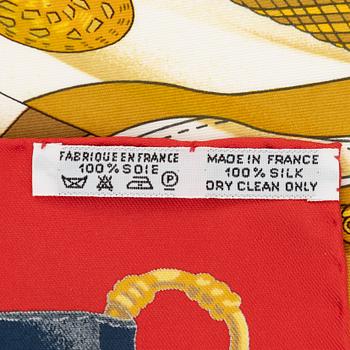 FABRIQUE EN FRANCE
100% SOIE
P
MADE IN FRANCE
100% SILK
DRY CLEAN ONLY